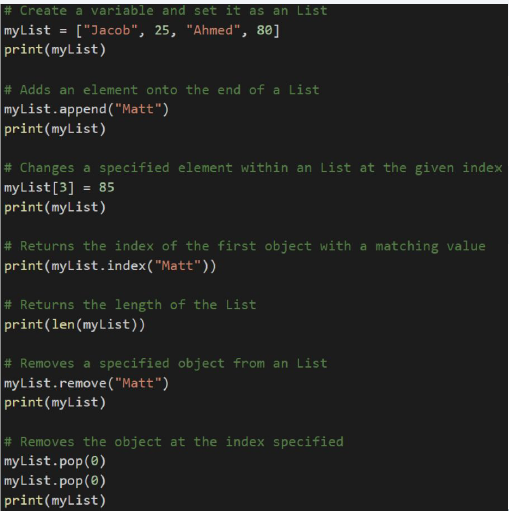 # Create a variable and set it as an List
myList = ["Jacob", 25, "Ahmed", 80]
print(myList)
# Adds an element onto the end of a List
myList.append("Matt")
print(myList)
# Changes a specified element within an List at the given index
myList[3] = 85
print(myList)
# Returns the index of the first object with a matching value
print(myList.index("Matt"))
# Returns the length of the List
print(len(myList))
# Removes a specified object from an List
myList.remove("Matt")
print(myList)
# Removes the object at the index specified
myList.pop(0)
myList.pop(0)
print(myList)